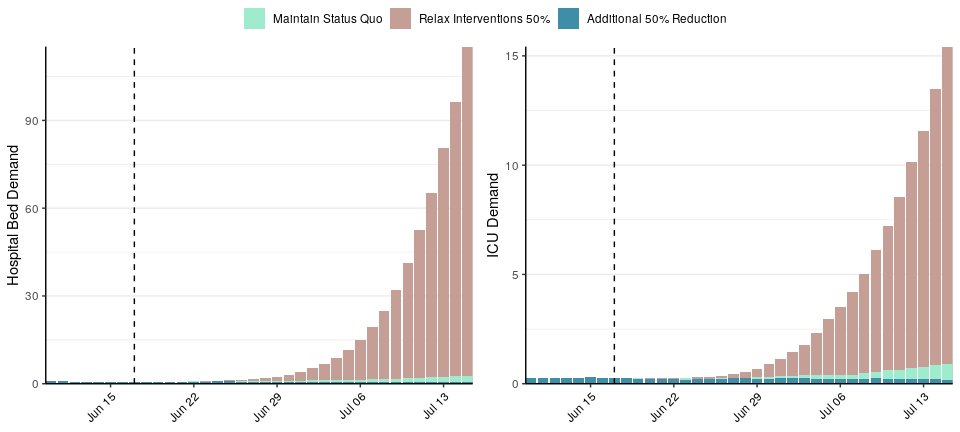 Maintain Status Quo Relax Interventions 50% Additional 50% Reduction
Hospital Bed Demand
90
60
30
0
Jun 15 Jun 22 Jun 29 Jul 06 Jul 13
ICU Demand
15
10
5
0
Jun 15 Jun 22 Jun 29 Jul 06 Jul 13